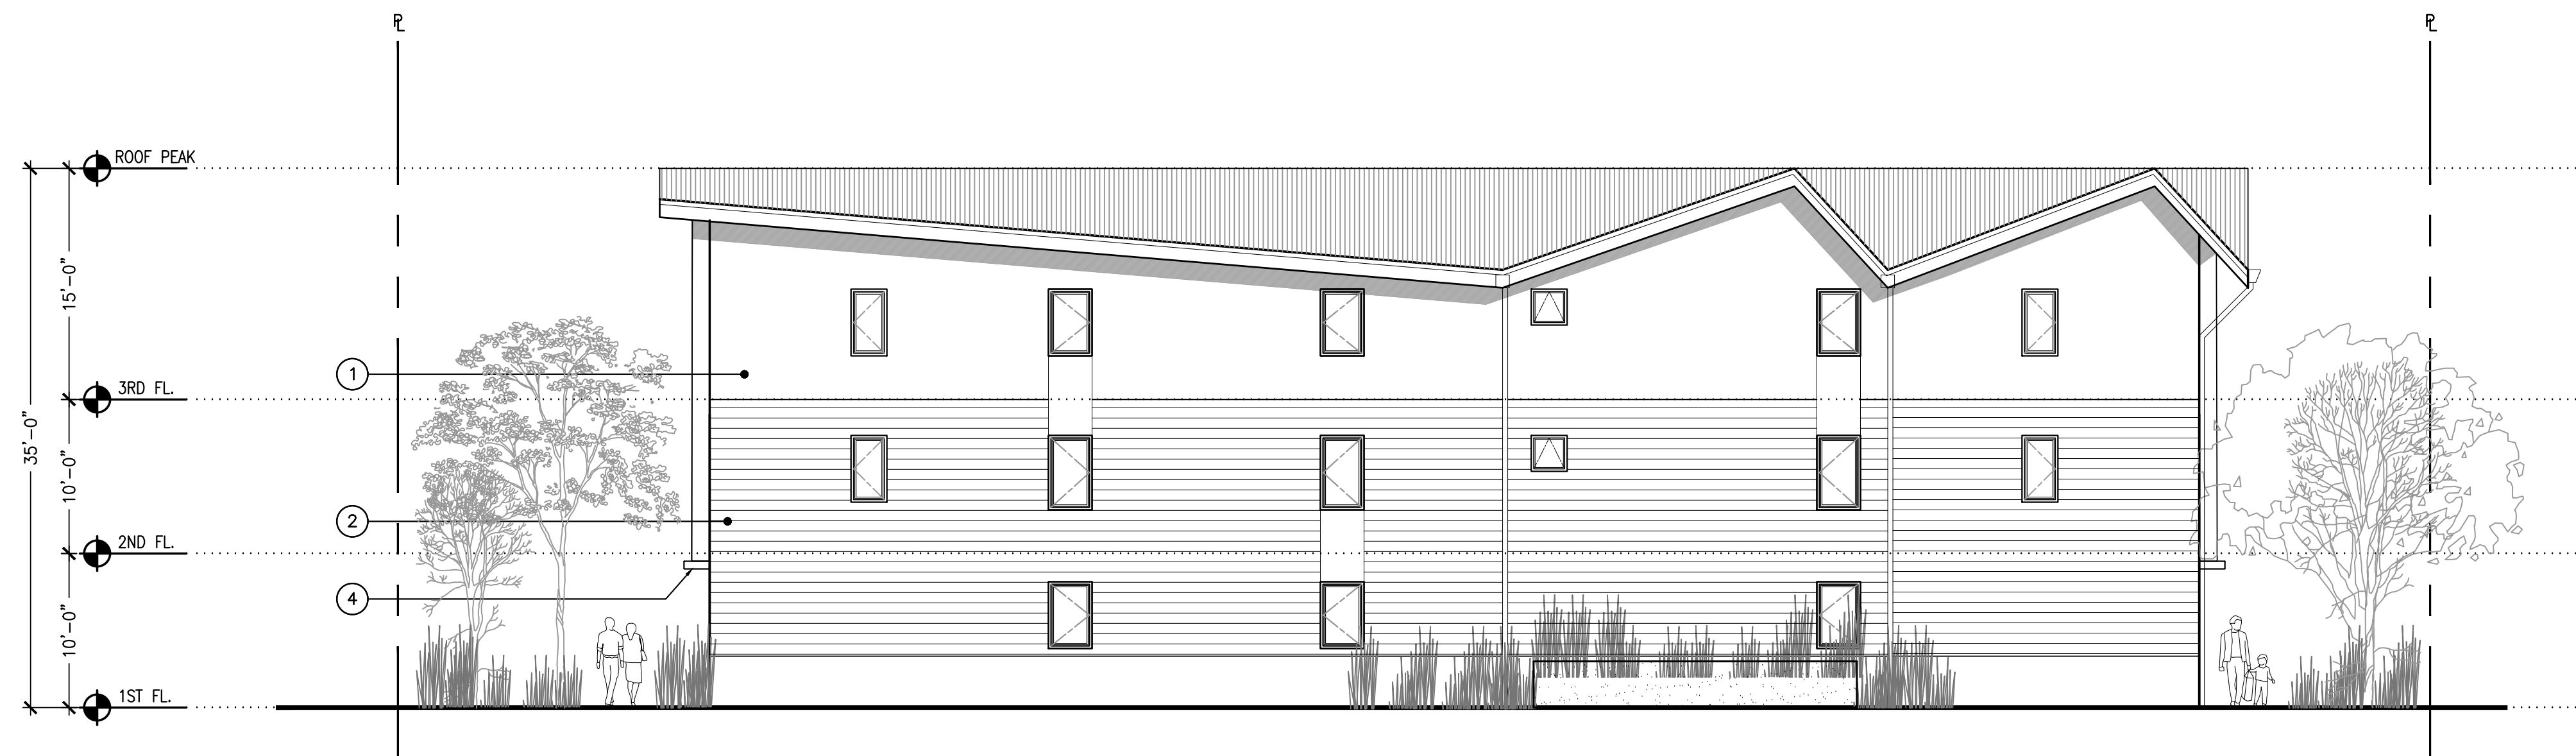 PL
PL
ROOF PEAK
15'-0"
1
3RD FL.
35'-0"
10'-0"
2
2ND FL.
4
10'-0"
1ST FL.